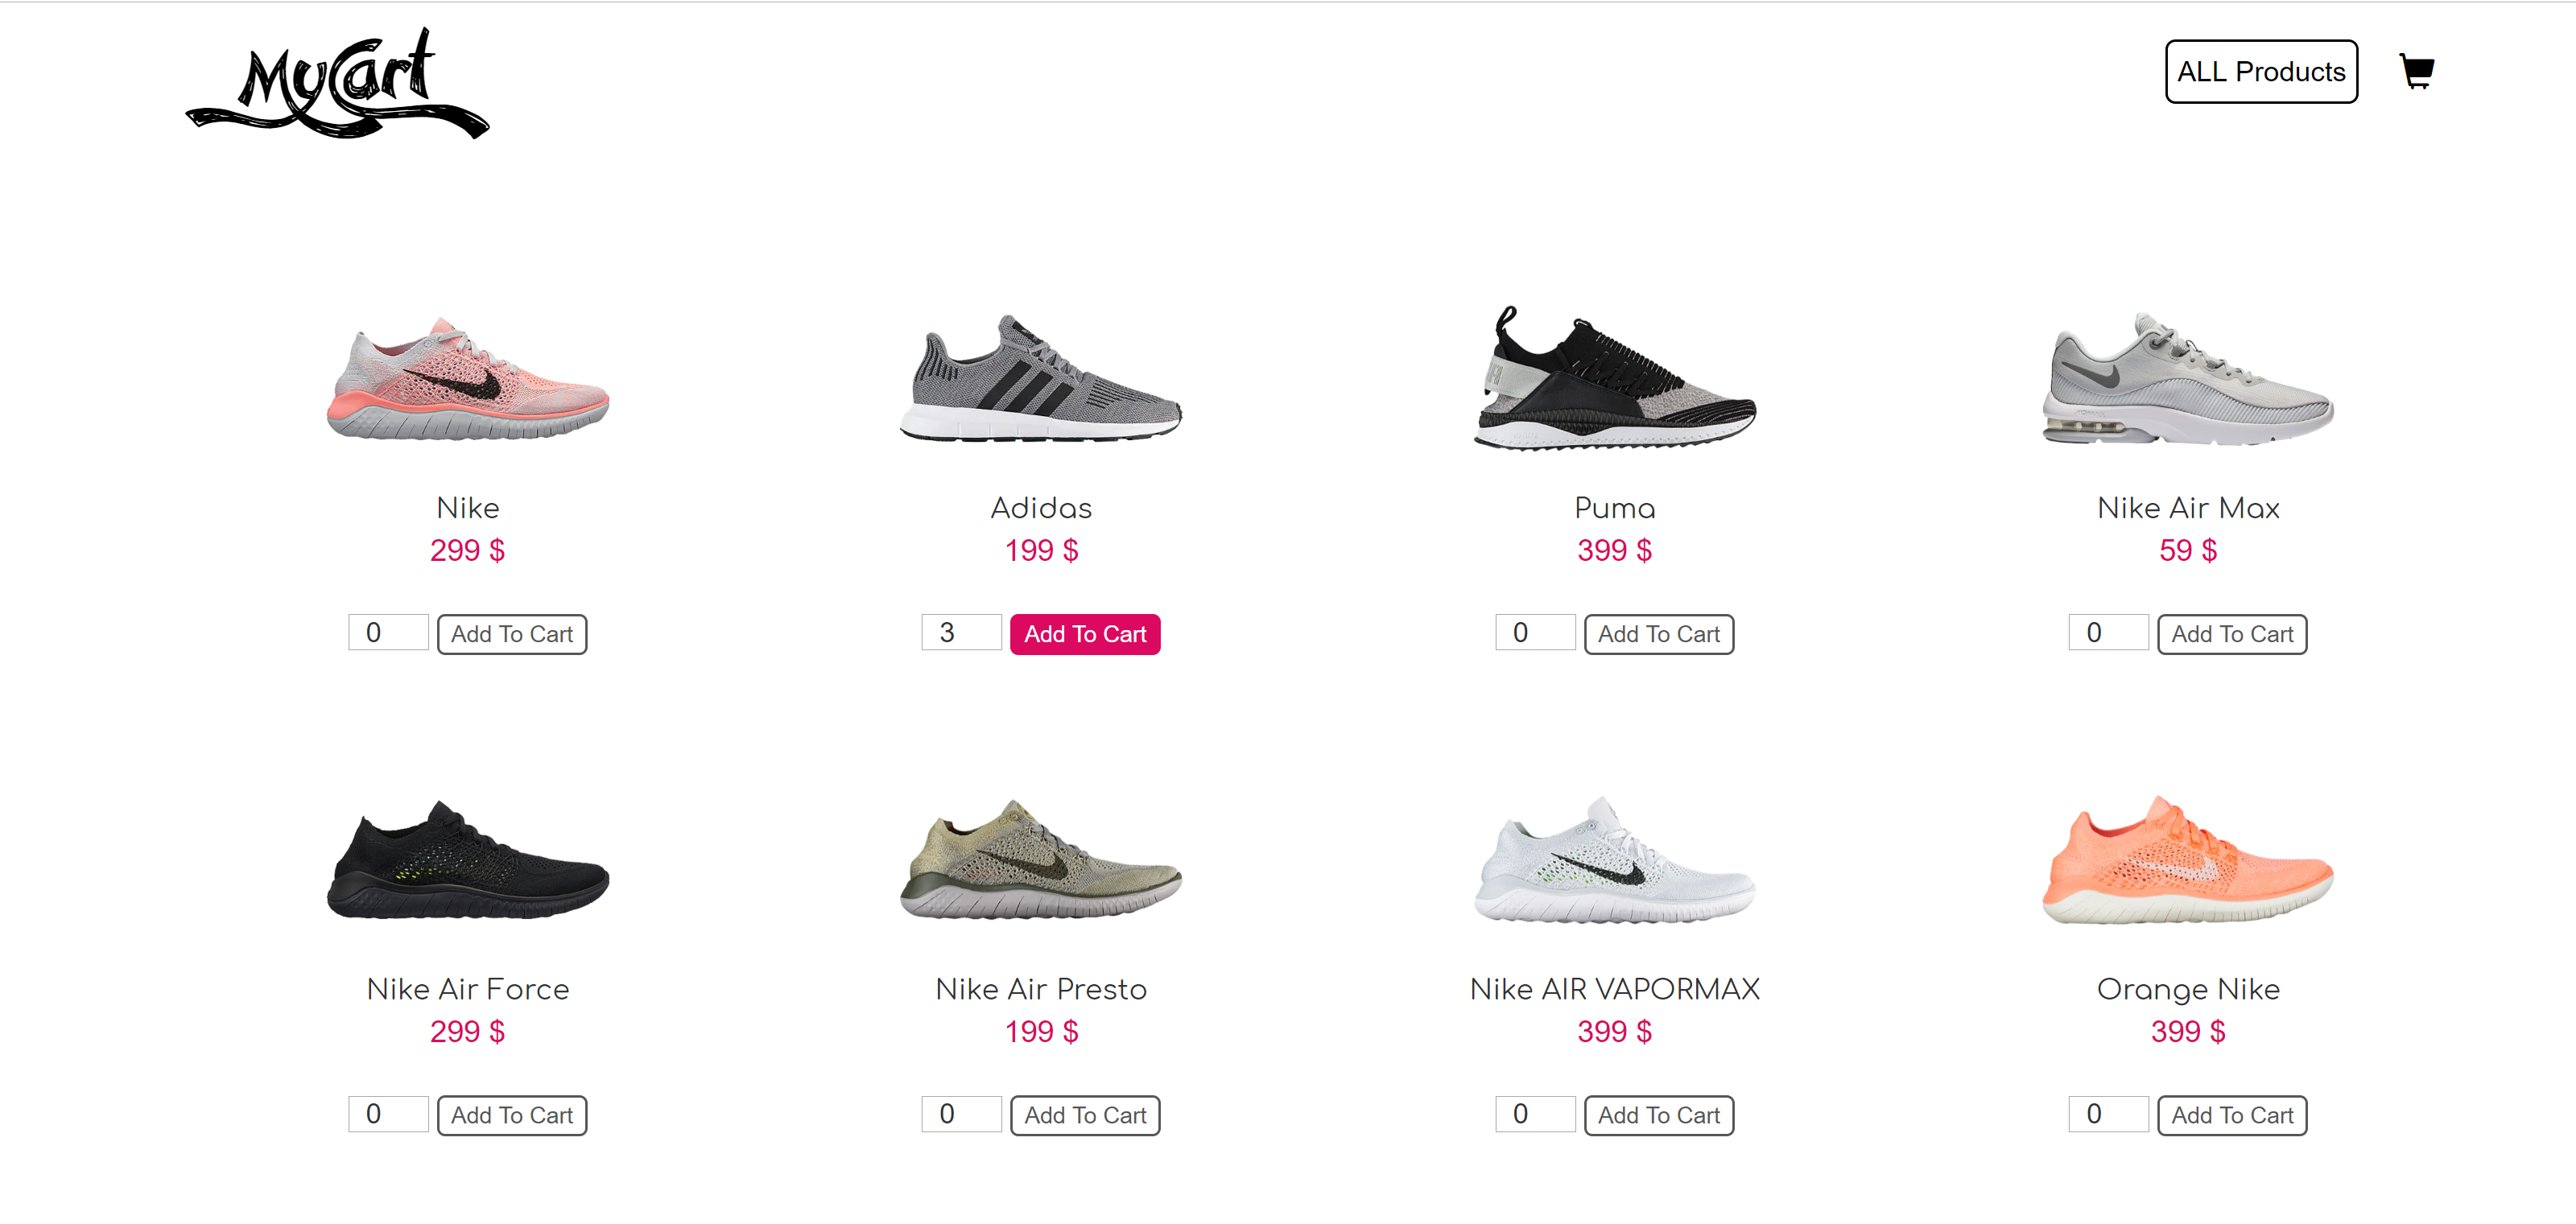 MyCart
ALL Products
Nike
299 $
0 Add To Cart
Adidas
199 $
3 Add To Cart
Puma
399 $
0 Add To Cart
Nike Air Max
59 $
0 Add To Cart
Nike Air Force
299 $
0 Add To Cart
Nike Air Presto
199 $
0 Add To Cart
Nike AIR VAPORMAX
399 $
0 Add To Cart
Orange Nike
399 $
0 Add To Cart